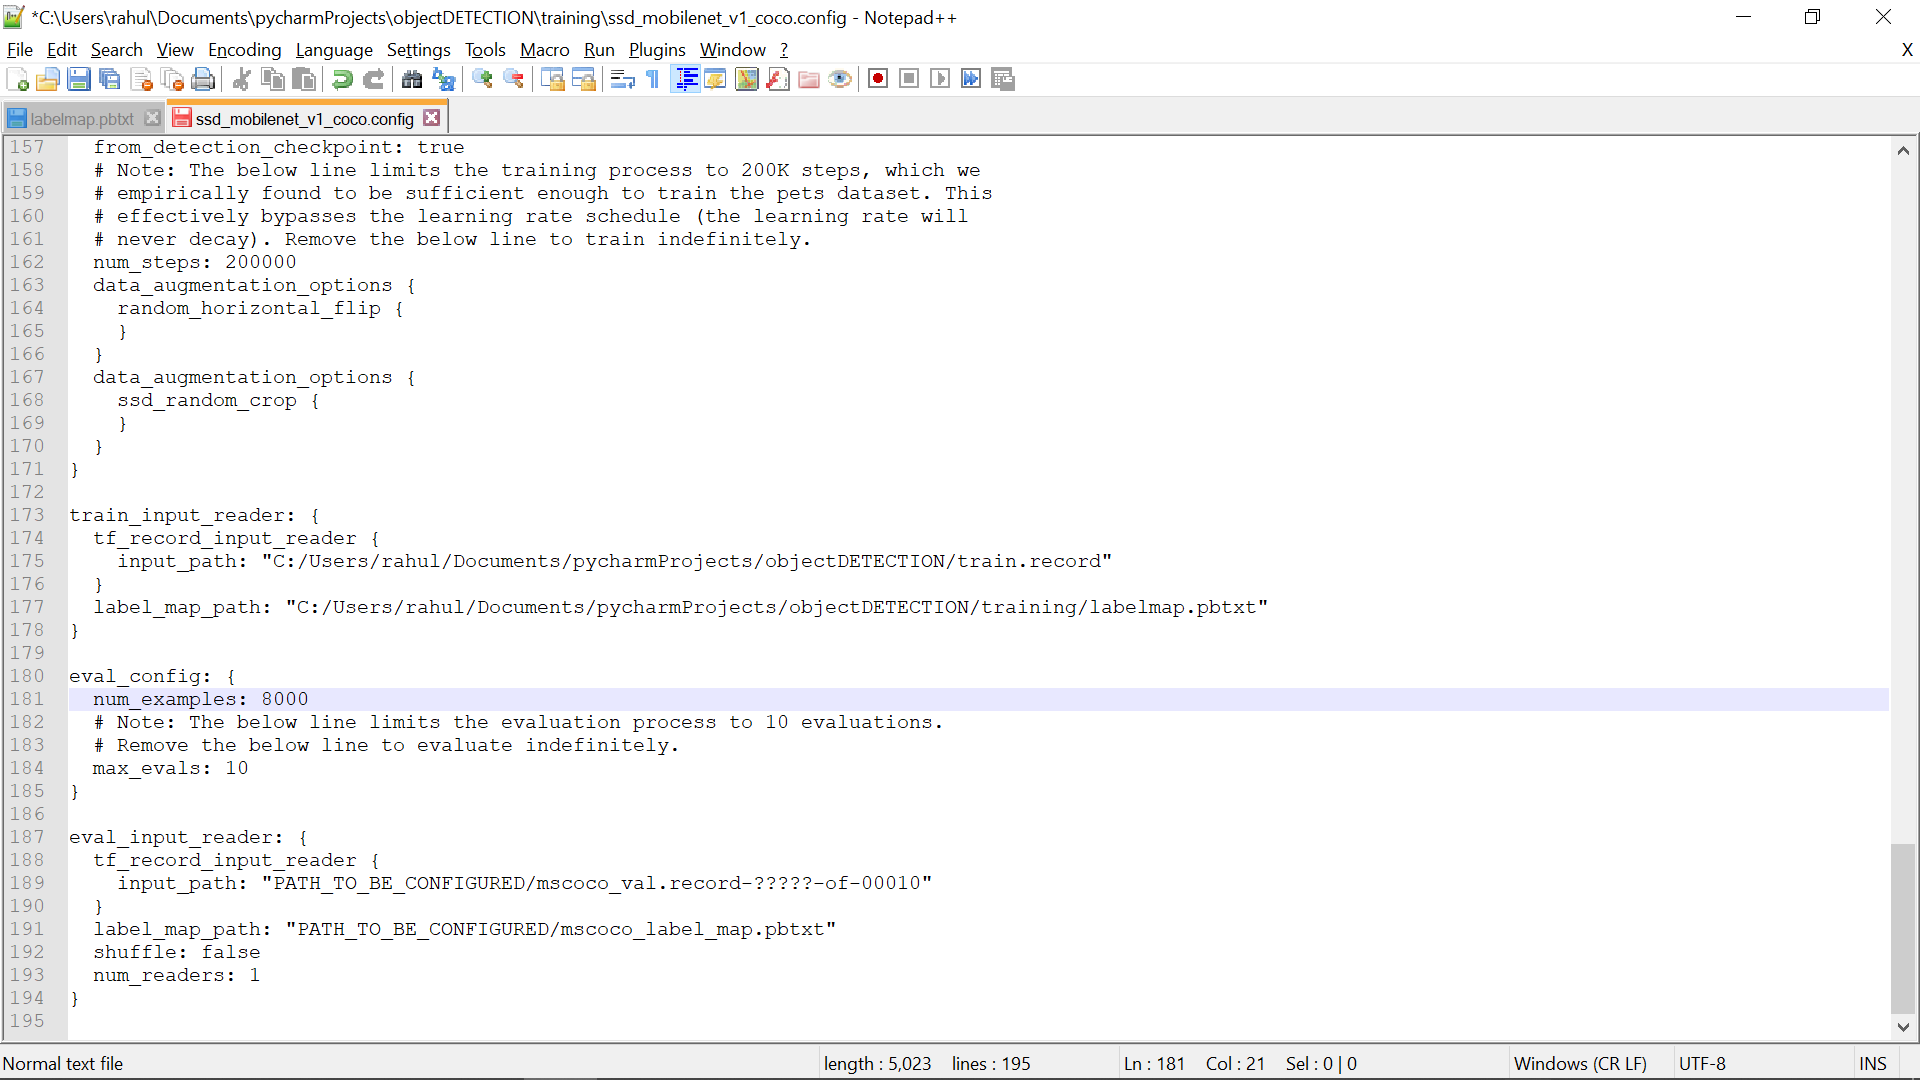 *C:\Users\rahul\Documents\pycharmProjects\objectDETECTION\training\ssd_mobilenet_v1_coco.config - Notepad++
File Edit Search View Encoding Language Settings Tools Macro Run Plugins Window ? X
labelmap.pbtxt ssd_mobilenet_v1_coco.config
157 from_detection_checkpoint: true
158 # Note: The below line limits the training process to 200K steps, which we
159 # empirically found to be sufficient enough to train the pets dataset. This
160 # effectively bypasses the learning rate schedule (the learning rate will
161 # never decay). Remove the below line to train indefinitely.
162 num_steps: 200000
163 data_augmentation_options {
164 random_horizontal_flip {
165 }
166 }
167 data_augmentation_options {
168 ssd_random_crop {
169 }
170 }
171 }
172
173 train_input_reader: {
174 tf_record_input_reader {
175 input_path: "C:/Users/rahul/Documents/pycharmProjects/objectDETECTION/train.record"
176 }
177 label_map_path: "C:/Users/rahul/Documents/pycharmProjects/objectDETECTION/training/labelmap.pbtxt"
178 }
179
180 eval_config: {
181 num_examples: 8000
182 # Note: The below line limits the evaluation process to 10 evaluations.
183 # Remove the below line to evaluate indefinitely.
184 max_evals: 10
185 }
186
187 eval_input_reader: {
188 tf_record_input_reader {
189 input_path: "PATH_TO_BE_CONFIGURED/mscoco_val.record-?????-of-00010"
190 }
191 label_map_path: "PATH_TO_BE_CONFIGURED/mscoco_label_map.pbtxt"
192 shuffle: false
193 num_readers: 1
194 }
195
Normal text file length : 5,023 lines : 195 Ln : 181 Col : 21 Sel : 0 | 0 Windows (CR LF) UTF-8 INS